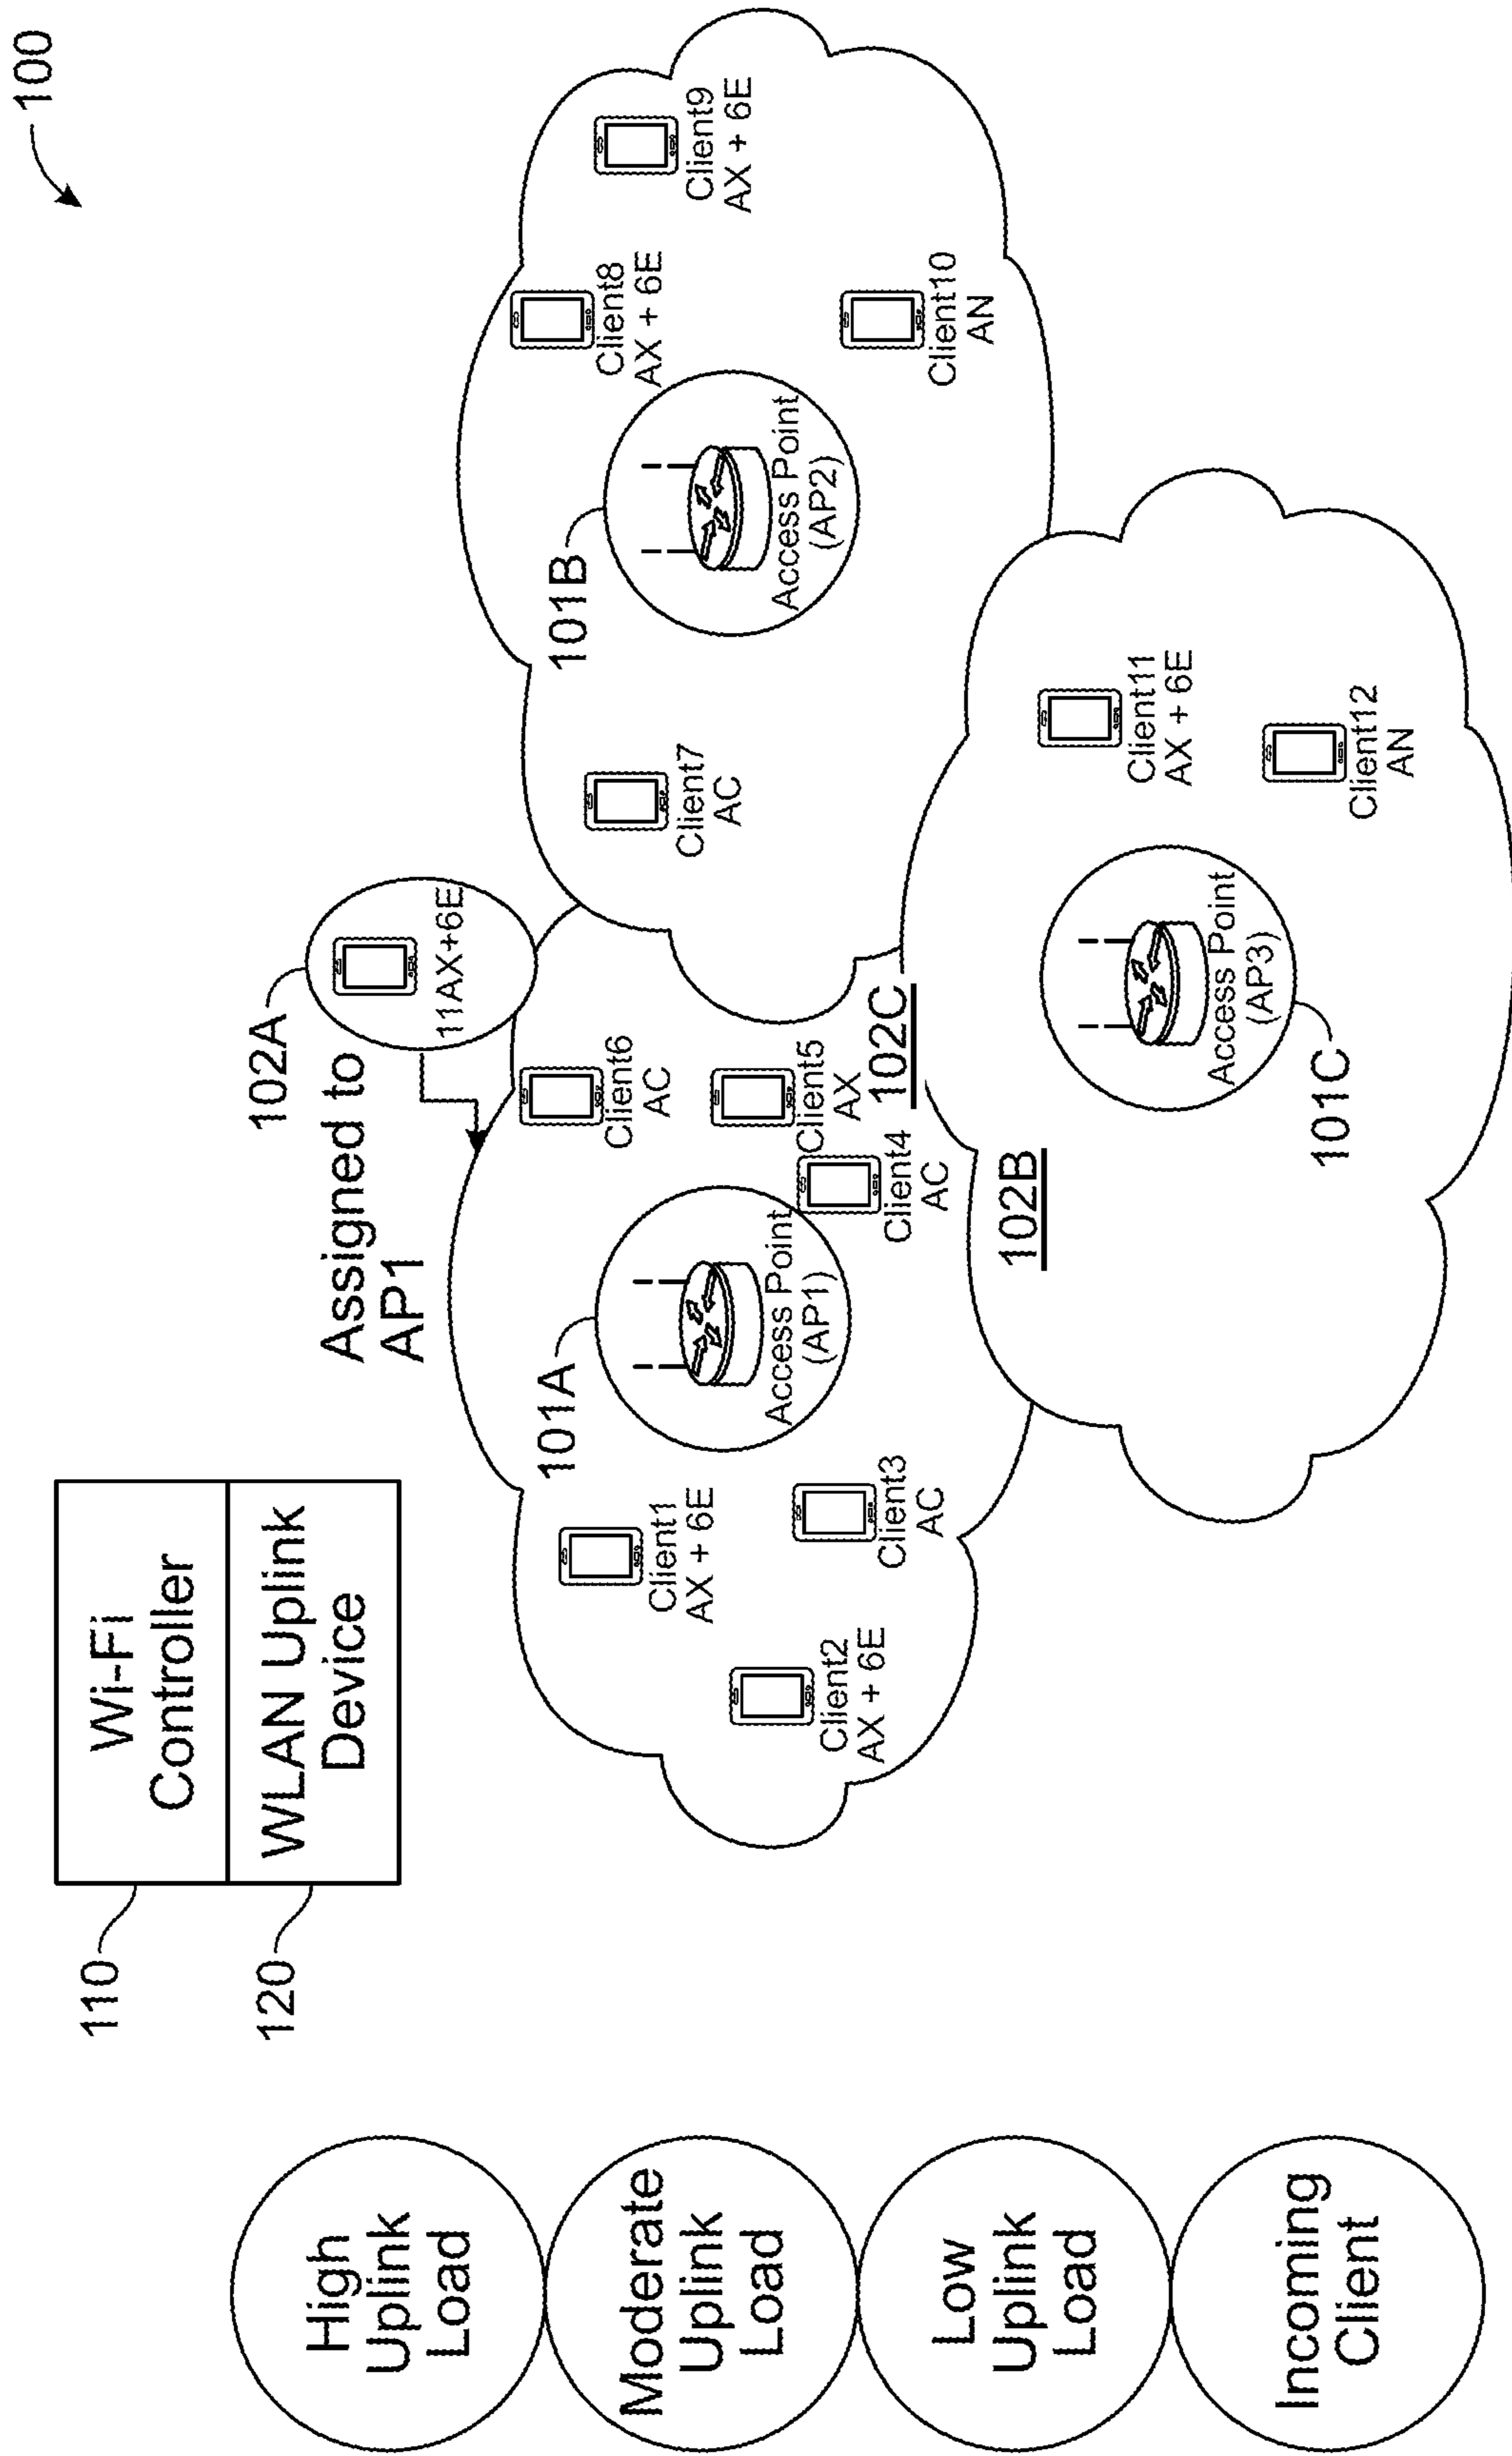 100
110
Wi-Fi
Controller
120
WLAN Uplink
Device
Assigned to
AP1
102A
11AX+6E
101A
Access Point
(AP1)
Client1
AX + 6E
Client2
AX + 6E
Client3
AC
Client4
AC
Client5
AX
Client6
AC
102C
101B
Access Point
(AP2)
Client7
AC
Client8
AX + 6E
Client9
AX + 6E
Client10
AN
102B
101C
Access Point
(AP3)
Client11
AX + 6E
Client12
AN
High
Uplink
Load
Moderate
Uplink
Load
Low
Uplink
Load
Incoming
Client